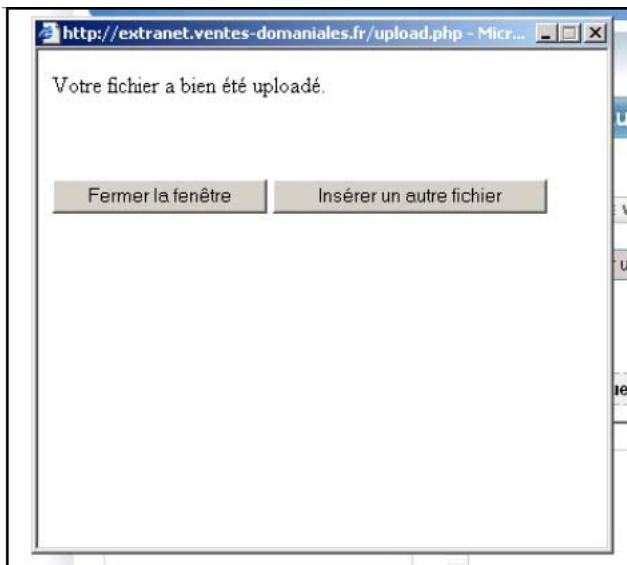 http://extranet.ventes-domaniales.fr/upload.php - Micr...
Votre fichier a bien été uploadé.
Fermer la fenêtre Insérer un autre fichier